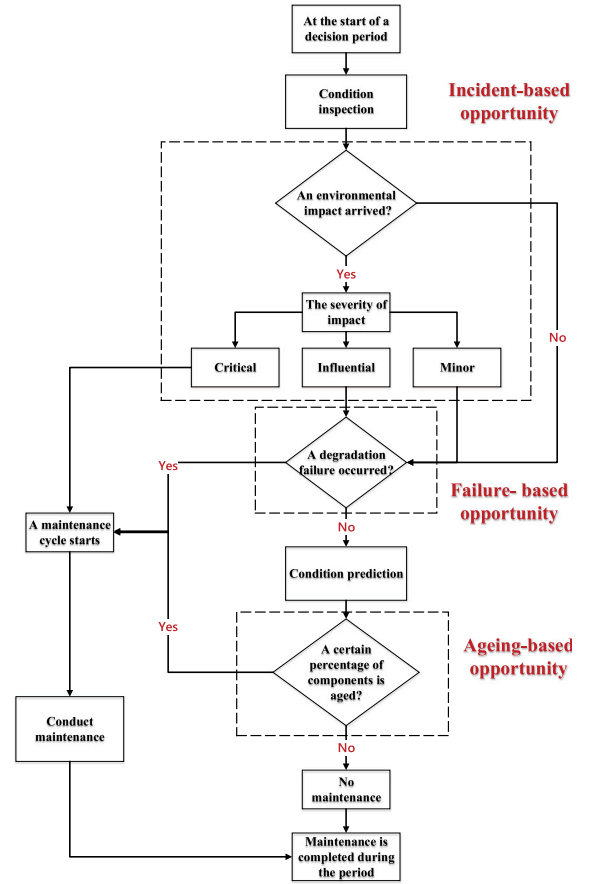 At the start of a
decision period
Condition
inspection
Incident-based
opportunity
An environmental
impact arrived?
Yes
The severity of
impact
No
Critical
Influential
Minor
A degradation
failure occurred?
Yes
Failure- based
opportunity
No
A maintenance
cycle starts
Condition prediction
Yes
A certain
percentage of
components is
aged?
Ageing-based
opportunity
Conduct
maintenance
No
No
maintenance
Maintenance is
completed during
the period